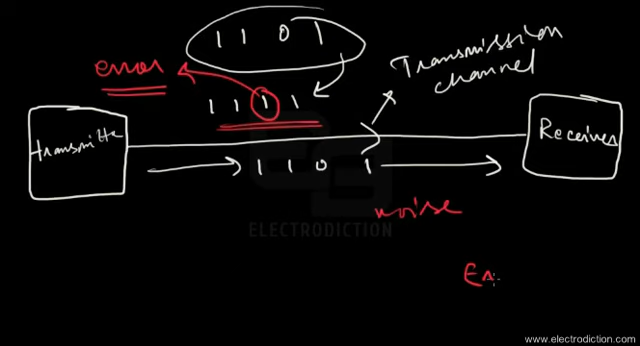 1 1 0 1
error
Transmission
channel
1 1 1 1
Transmitte
Receiver
1 1 0 1
noise
ELECTRODICTION
EA
www.electrodiction.com